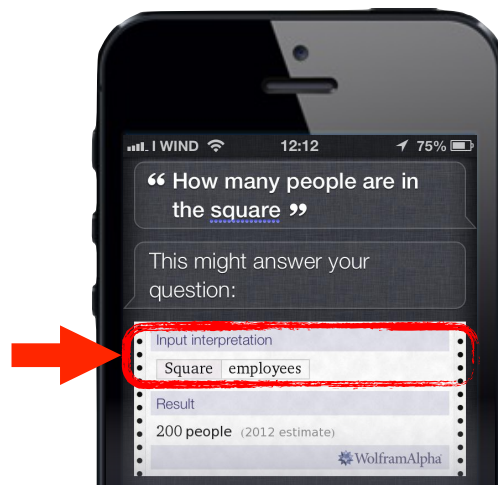 I WIND 12:12 75%
“ How many people are in
the square ”
This might answer your
question:
Input interpretation
Square employees
Result
200 people (2012 estimate)
WolframAlpha